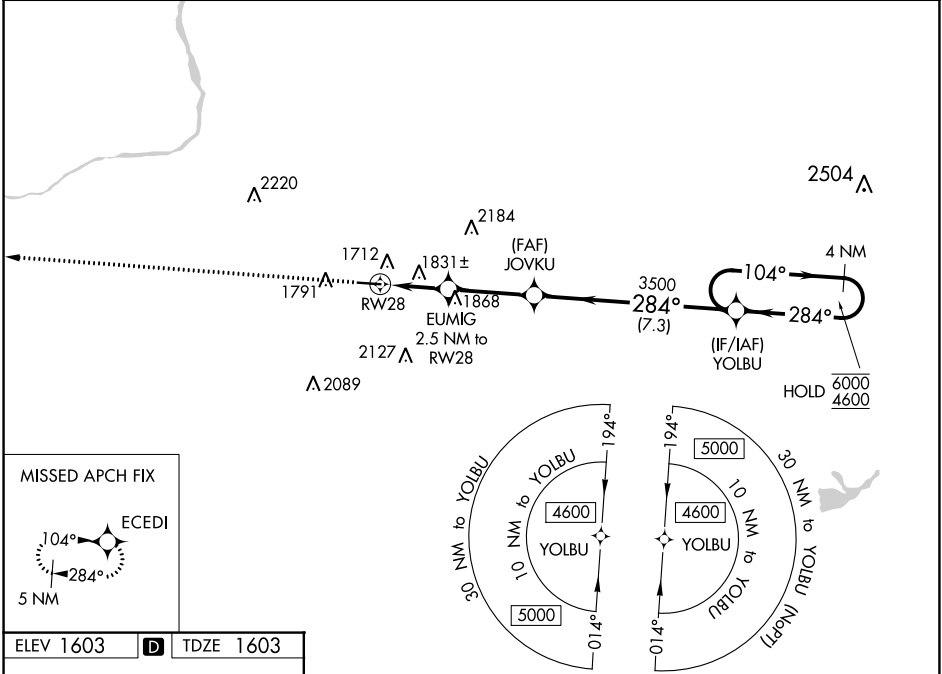 2220
2504
2184
(FAF)
JOVKU
1712
1831±
4 NM
104°
1791
RW28
1868
3500
284°
(7.3)
284°
EUMIG
2.5 NM to
RW28
(IF/IAF)
YOLBU
2127
2089
HOLD 6000
4600
MISSED APCH FIX
ECEDI
104°
284°
5 NM
30 NM to YOLBU
10 NM to YOLBU
194°
4600
YOLBU
5000
014°
194°
5000
30 NM to YOLBU (NoPT)
10 NM to YOLBU
4600
YOLBU
014°
ELEV 1603 D TDZE 1603